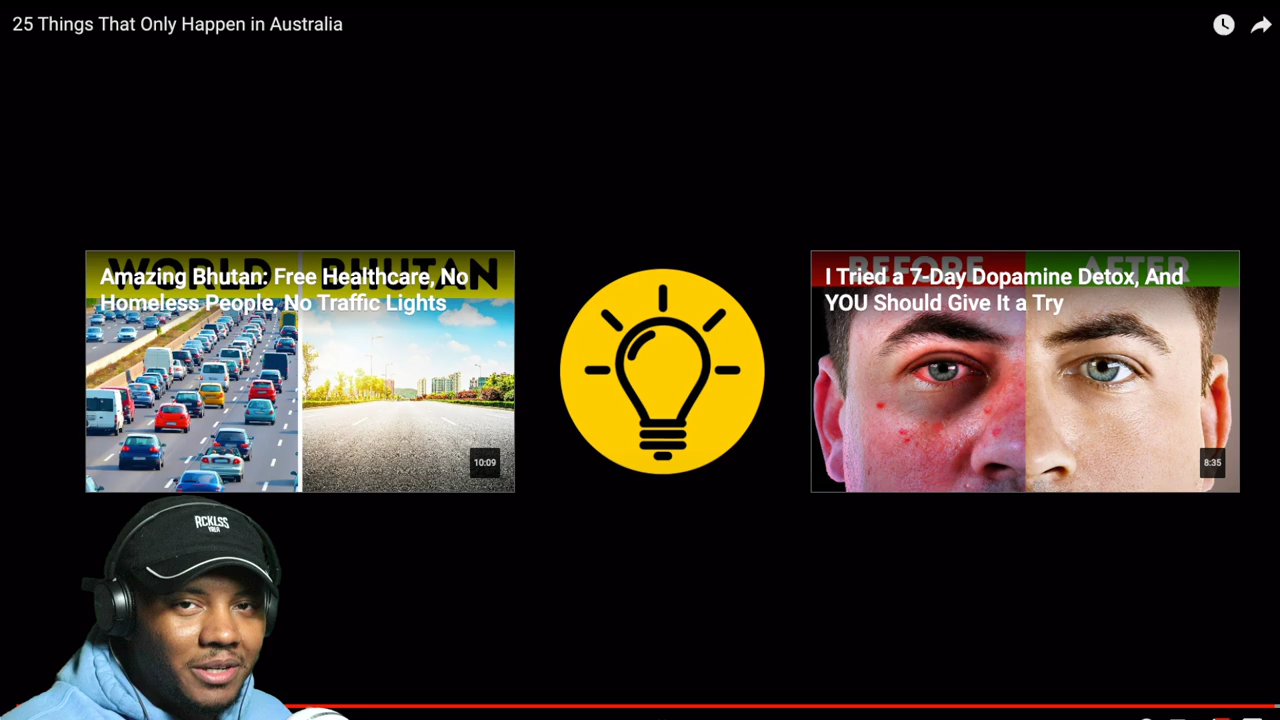 25 Things That Only Happen in Australia
WORLD BHUTAN
Amazing Bhutan: Free Healthcare, No
Homeless People, No Traffic Lights
10:09
BEFORE AFTER
I Tried a 7-Day Dopamine Detox, And
YOU Should Give It a Try
8:35
RCKLSS